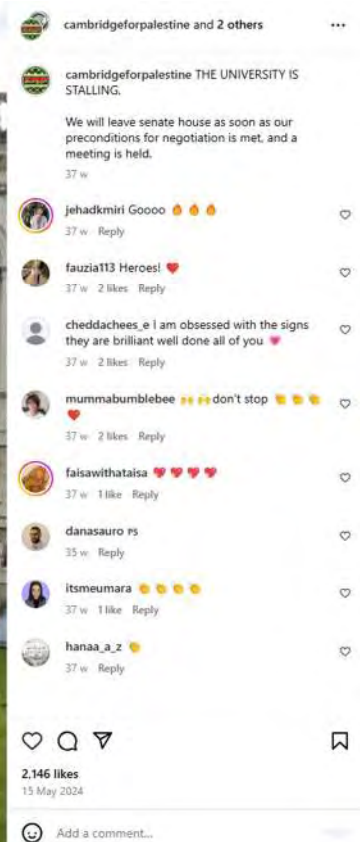 cambridgeforpalestine and 2 others
cambridgeforpalestine THE UNIVERSITY IS
STALLING.
We will leave senate house as soon as our
preconditions for negotiation is met, and a
meeting is held.
37 w
jehadkmiri Goooo 🔥🔥🔥
37 w Reply
fauzia113 Heroes! ❤️
37 w 2 likes Reply
cheddachees_e I am obsessed with the signs
they are brilliant well done all of you 💗
37 w 2 likes Reply
mummabumblebee 🙌🙌don't stop 👏👏👏
❤️
37 w 2 likes Reply
faisawithataisa 💖💖💖💖
37 w 1 like Reply
danasauro 🇵🇸
35 w Reply
itsmeumara 👏👏👏👏
37 w 1 like Reply
hanaa_a_z 👏
37 w Reply
2,146 likes
15 May 2024
Add a comment...